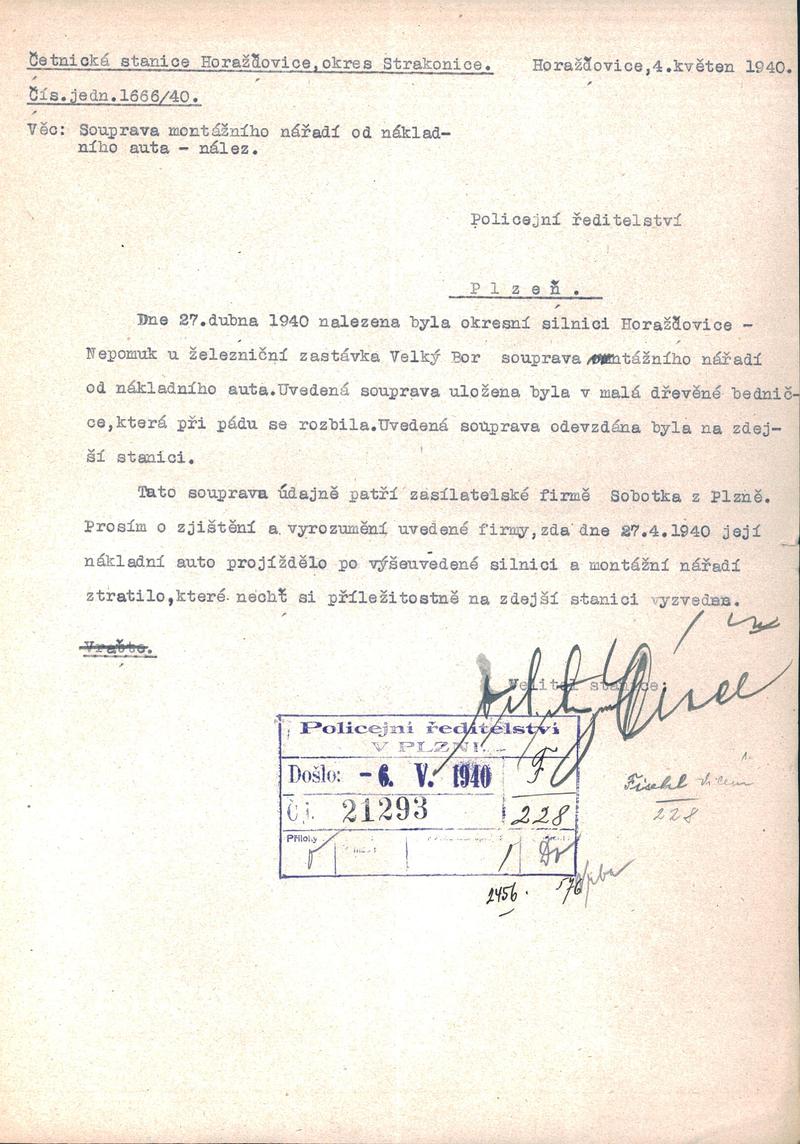 Četnická stanice Horažďovice,okres Strakonice. Horažďovice,4.květen 1940.
Čís.jedn.1666/40.
Věc: Souprava montážního nářadí od náklad-
ního auta - nález.
Policejní ředitelství
Plzeň.
Dne 27.dubna 1940 nalezena byla okresní silnici Horažďovice -
Nepomuk u železniční zastávka Velký Bor souprava montážního nářadí
od nákladního auta.Uvedená souprava uložena byla v malá dřevěné bednič-
ce,která při pádu se rozbila.Uvedená souprava odevzdána byla na zdej-
ší stanici.
Tato souprava údajně patří zasílatelské firmě Sobotka z Plzně.
Prosím o zjištění a vyrozumění uvedené firmy,zda dne 27.4.1940 její
nákladní auto projíždělo po výšeuvedené silnici a montážní nářadí
ztratilo,které nechť si příležitostně na zdejší stanici vyzvedne.
Vraťte.
Velitel stanice:
Policejní ředitelství
V PLZNI.
Došlo: - 6. V. 1940 F
Čj. 21293 228
Přílohy
Fischl
228
2456.
576